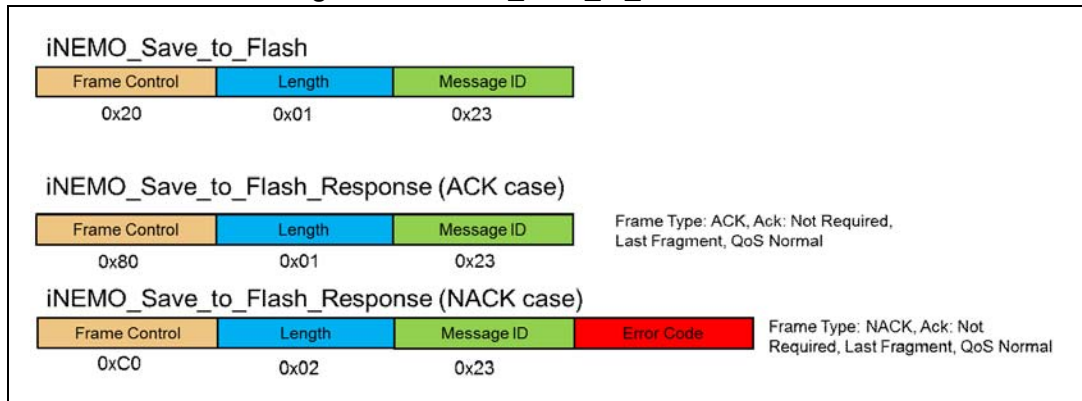 iNEMO_Save_to_Flash
Frame Control Length Message ID
0x20 0x01 0x23
iNEMO_Save_to_Flash_Response (ACK case)
Frame Control Length Message ID
Frame Type: ACK, Ack: Not Required,
Last Fragment, QoS Normal
0x80 0x01 0x23
iNEMO_Save_to_Flash_Response (NACK case)
Frame Control Length Message ID Error Code
Frame Type: NACK, Ack: Not
Required, Last Fragment, QoS Normal
0xC0 0x02 0x23